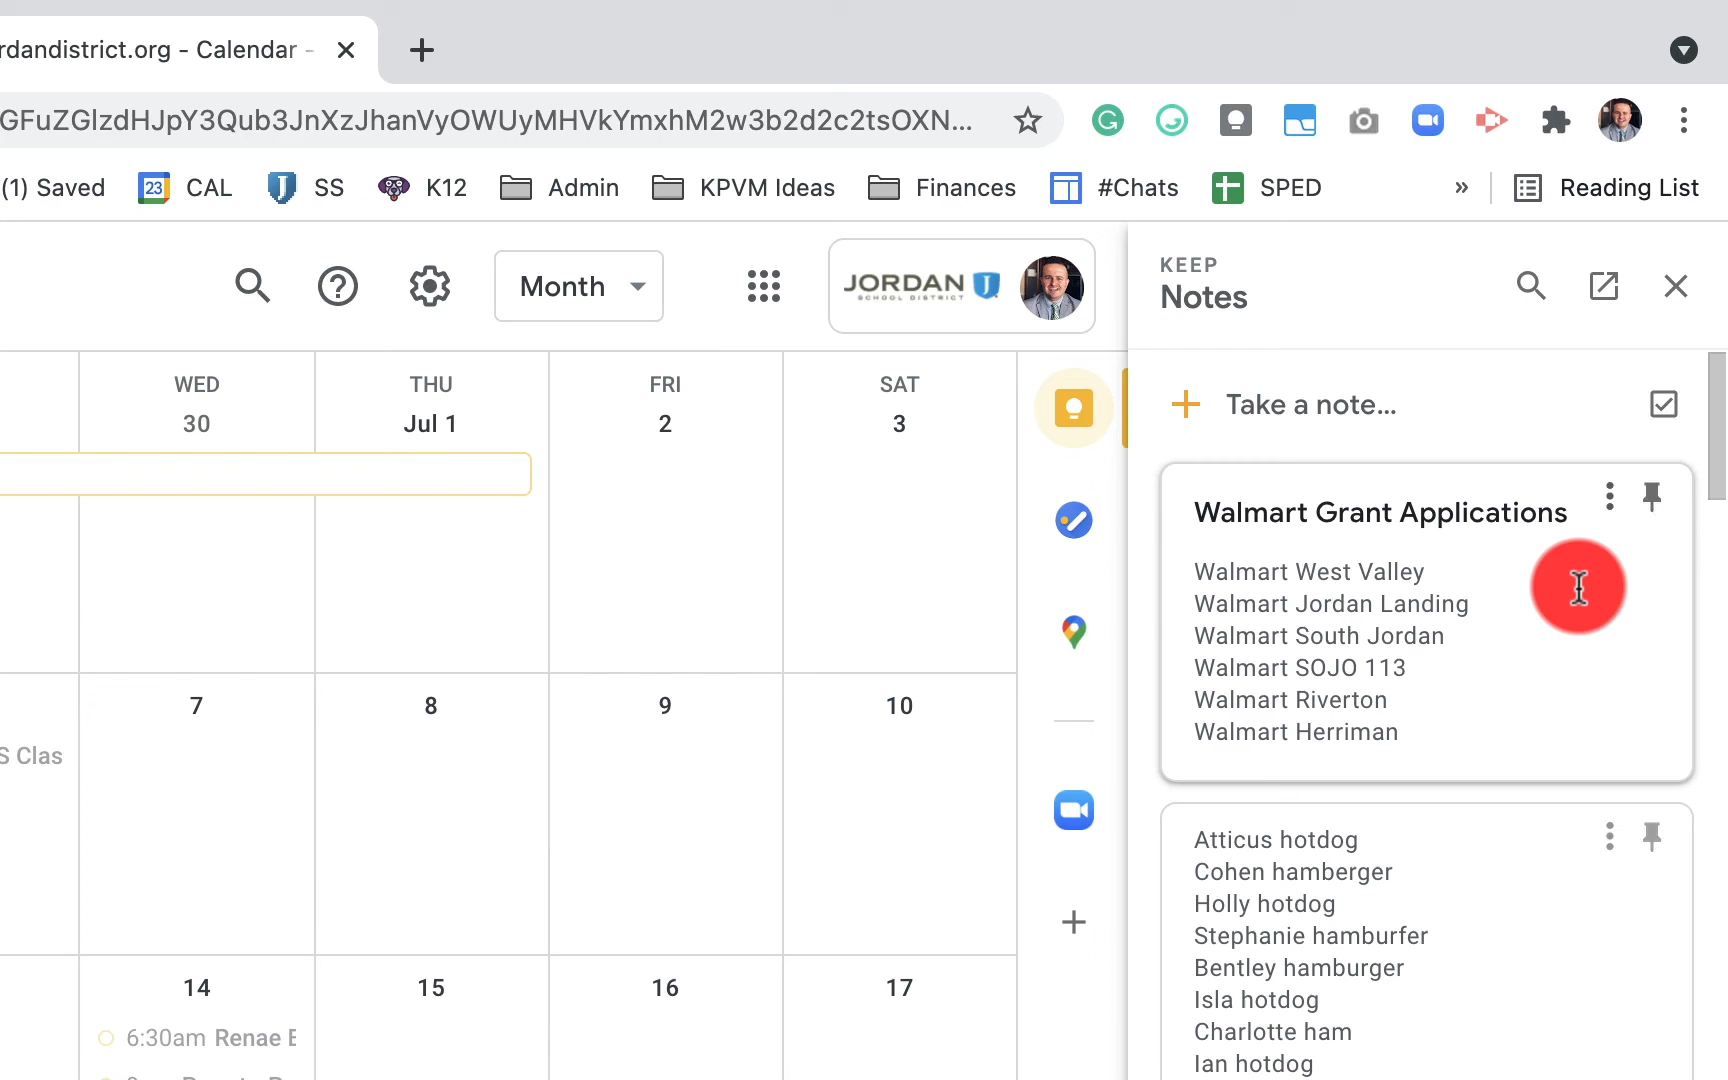 rdandistrict.org - Calendar -
GFuZGlzdHJpY3Qub3JnXzJhanVyOWUyMHVkYmxhM2w3b2d2c2tsOXN...
(1) Saved
23 CAL
SS
K12
Admin
KPVM Ideas
Finances
#Chats
SPED
»
Reading List
Month
JORDAN
SCHOOL DISTRICT
KEEP
Notes
WED
30
THU
Jul 1
FRI
2
SAT
3
Take a note...
Walmart Grant Applications
Walmart West Valley
Walmart Jordan Landing
Walmart South Jordan
Walmart SOJO 113
Walmart Riverton
Walmart Herriman
7
8
9
10
S Clas
Atticus hotdog
Cohen hamberger
Holly hotdog
Stephanie hamburfer
Bentley hamburger
Isla hotdog
Charlotte ham
Ian hotdog
14
15
16
17
6:30am Renae